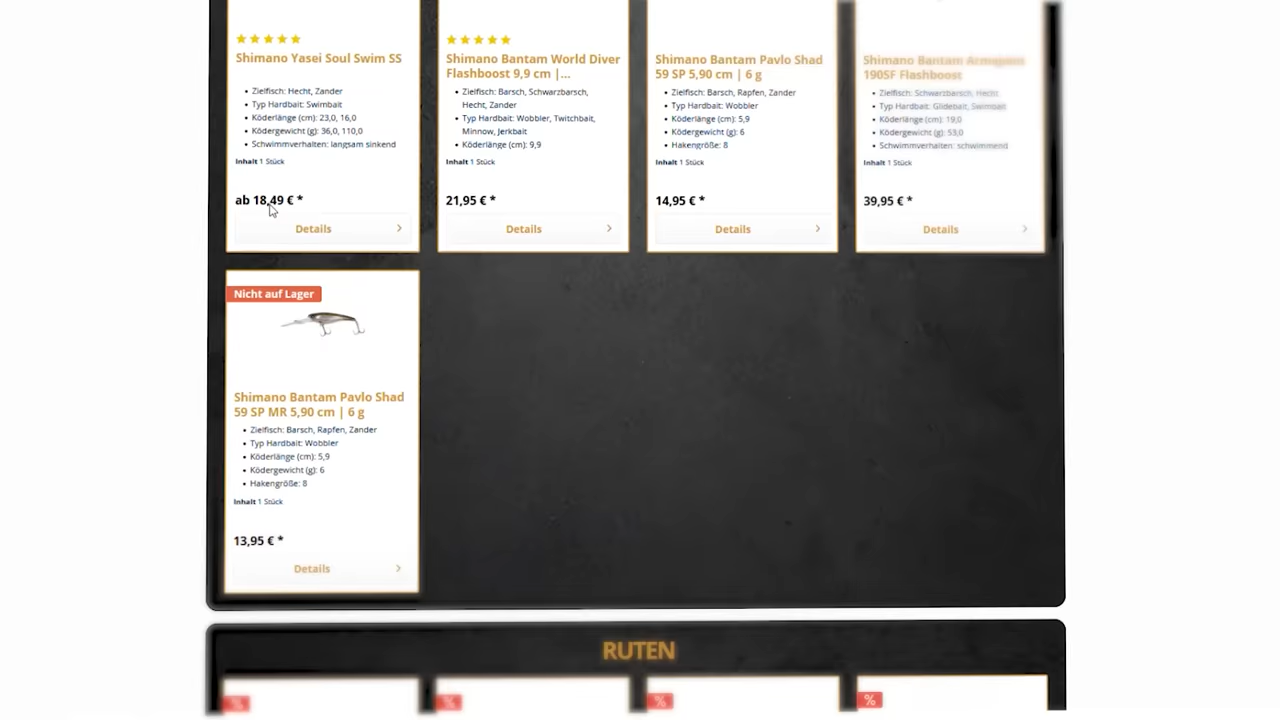 Shimano Yasei Soul Swim SS
Zielfisch: Hecht, Zander
Typ Hardbait: Swimbait
Köderlänge (cm): 23,0, 16,0
Ködergewicht (g): 36,0, 110,0
Schwimmverhalten: langsam sinkend
Inhalt 1 Stück
ab 18,49 € *
Details
Shimano Bantam World Diver
Flashboost 9,9 cm |...
Zielfisch: Barsch, Schwarzbarsch,
Hecht, Zander
Typ Hardbait: Wobbler, Twitchbait,
Minnow, Jerkbait
Köderlänge (cm): 9,9
Inhalt 1 Stück
21,95 € *
Details
Shimano Bantam Pavlo Shad
59 SP 5,90 cm | 6 g
Zielfisch: Barsch, Rapfen, Zander
Typ Hardbait: Wobbler
Köderlänge (cm): 5,9
Ködergewicht (g): 6
Hakengröße: 8
Inhalt 1 Stück
14,95 € *
Details
Shimano Bantam
190SF Flashboost
Zielfisch: Schwarzbarsch, Hecht
Typ Hardbait: Glidebait, Swimbait
Köderlänge (cm): 19,0
Ködergewicht (g): 53,0
Schwimmverhalten: schwimmend
Inhalt 1 Stück
39,95 € *
Details
Nicht auf Lager
Shimano Bantam Pavlo Shad
59 SP MR 5,90 cm | 6 g
Zielfisch: Barsch, Rapfen, Zander
Typ Hardbait: Wobbler
Köderlänge (cm): 5,9
Ködergewicht (g): 6
Hakengröße: 8
Inhalt 1 Stück
13,95 € *
Details
RUTEN
%
%
%
%